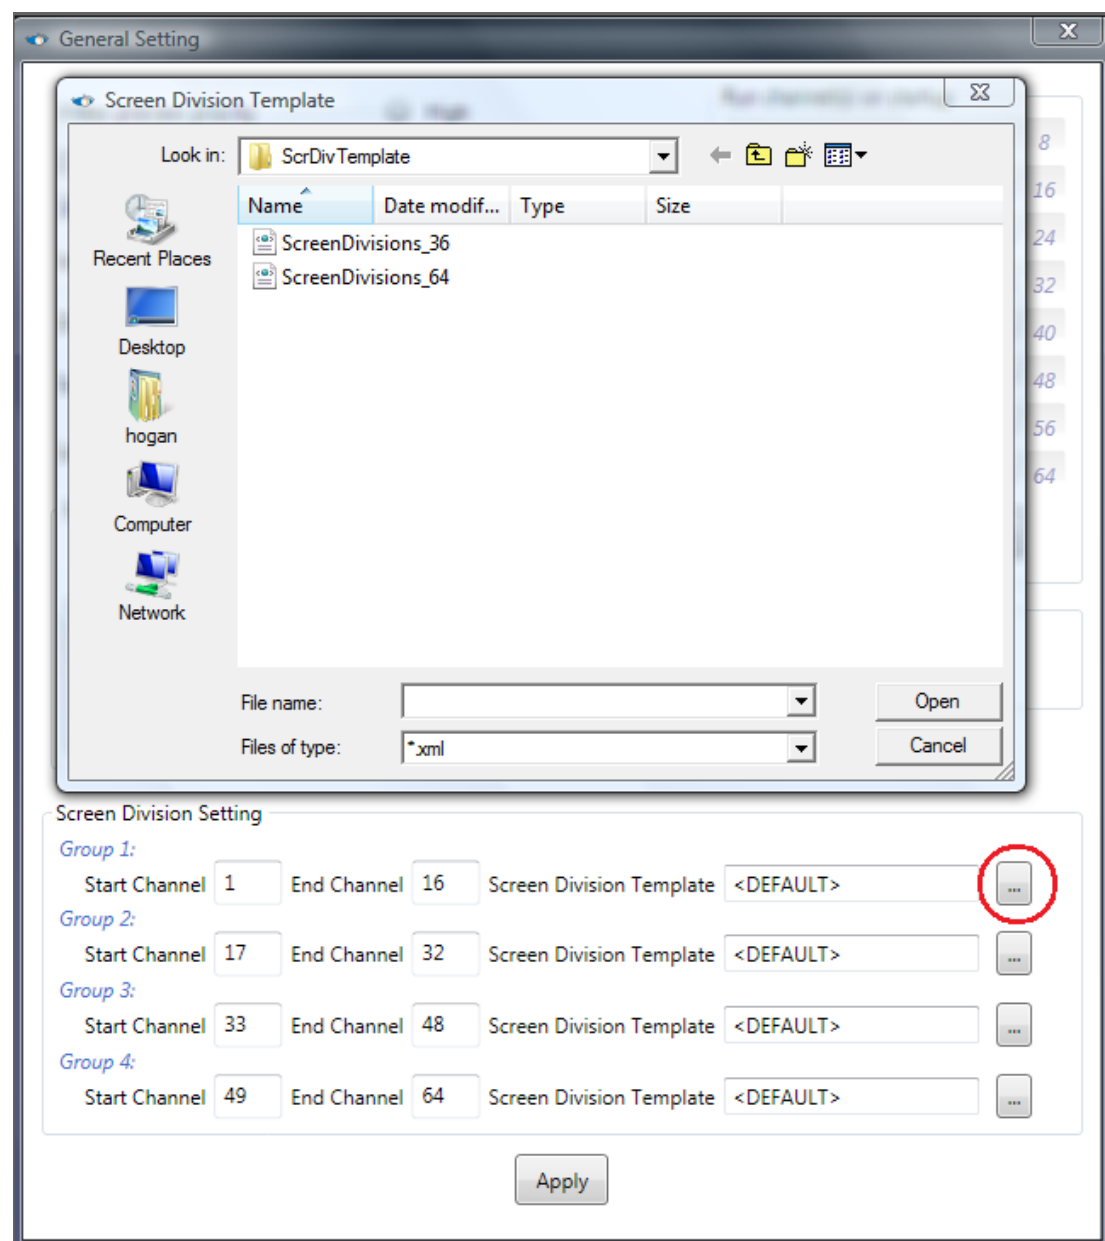 General Setting
Screen Division Template
Look in: ScrDivTemplate
Name Date modif... Type Size
ScreenDivisions_36
ScreenDivisions_64
Recent Places
Desktop
hogan
Computer
Network
File name: Open
Files of type: *.xml Cancel
8
16
24
32
40
48
56
64
Screen Division Setting
Group 1:
Start Channel 1 End Channel 16 Screen Division Template <DEFAULT> ...
Group 2:
Start Channel 17 End Channel 32 Screen Division Template <DEFAULT> ...
Group 3:
Start Channel 33 End Channel 48 Screen Division Template <DEFAULT> ...
Group 4:
Start Channel 49 End Channel 64 Screen Division Template <DEFAULT> ...
Apply